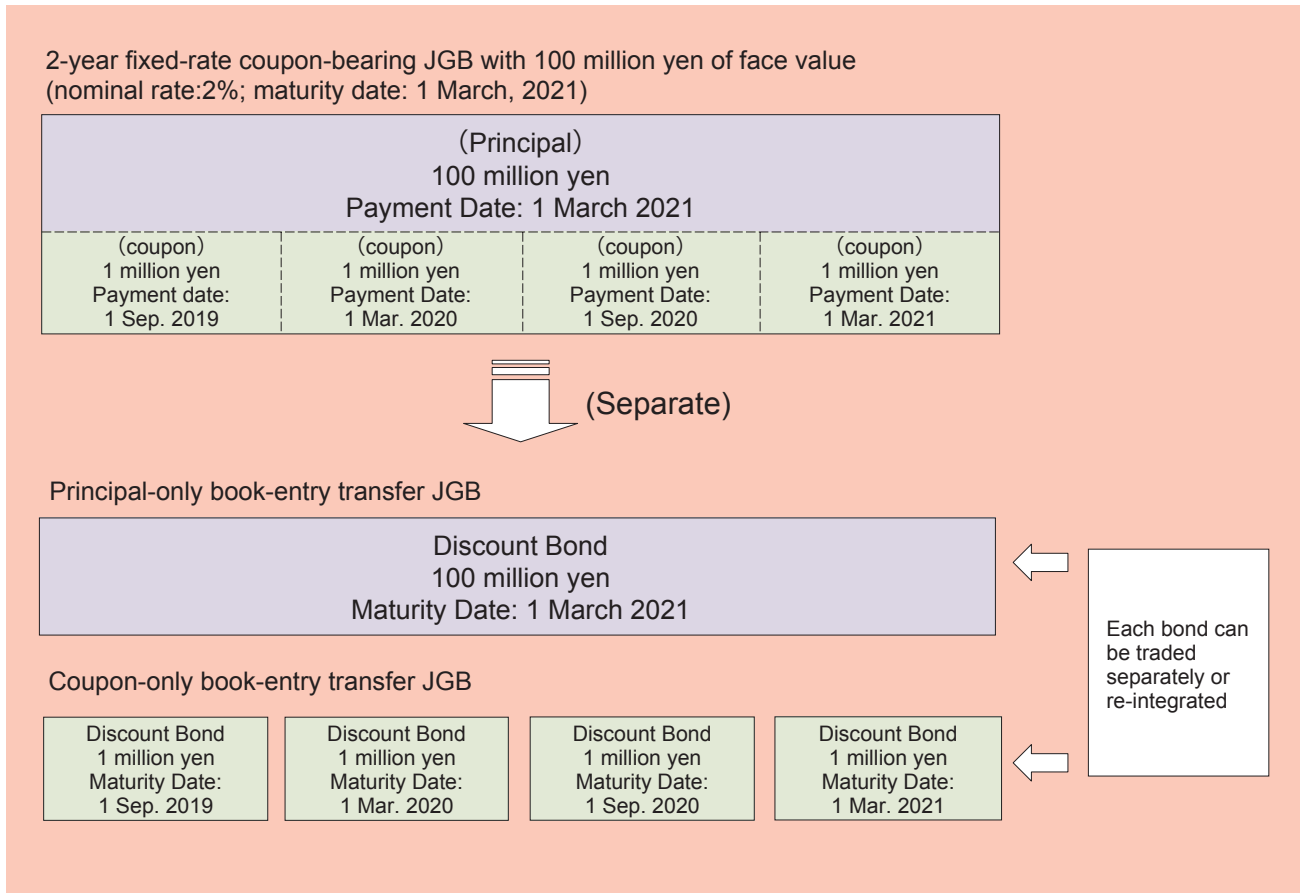 2-year fixed-rate coupon-bearing JGB with 100 million yen of face value
(nominal rate:2%; maturity date: 1 March, 2021)
（Principal）
100 million yen
Payment Date: 1 March 2021
(coupon)
1 million yen
Payment date:
1 Sep. 2019
(coupon)
1 million yen
Payment Date:
1 Mar. 2020
(coupon)
1 million yen
Payment Date:
1 Sep. 2020
(coupon)
1 million yen
Payment Date:
1 Mar. 2021
(Separate)
Principal-only book-entry transfer JGB
Discount Bond
100 million yen
Maturity Date: 1 March 2021
Each bond can
be traded
separately or
re-integrated
Coupon-only book-entry transfer JGB
Discount Bond
1 million yen
Maturity Date:
1 Sep. 2019
Discount Bond
1 million yen
Maturity Date:
1 Mar. 2020
Discount Bond
1 million yen
Maturity Date:
1 Sep. 2020
Discount Bond
1 million yen
Maturity Date:
1 Mar. 2021